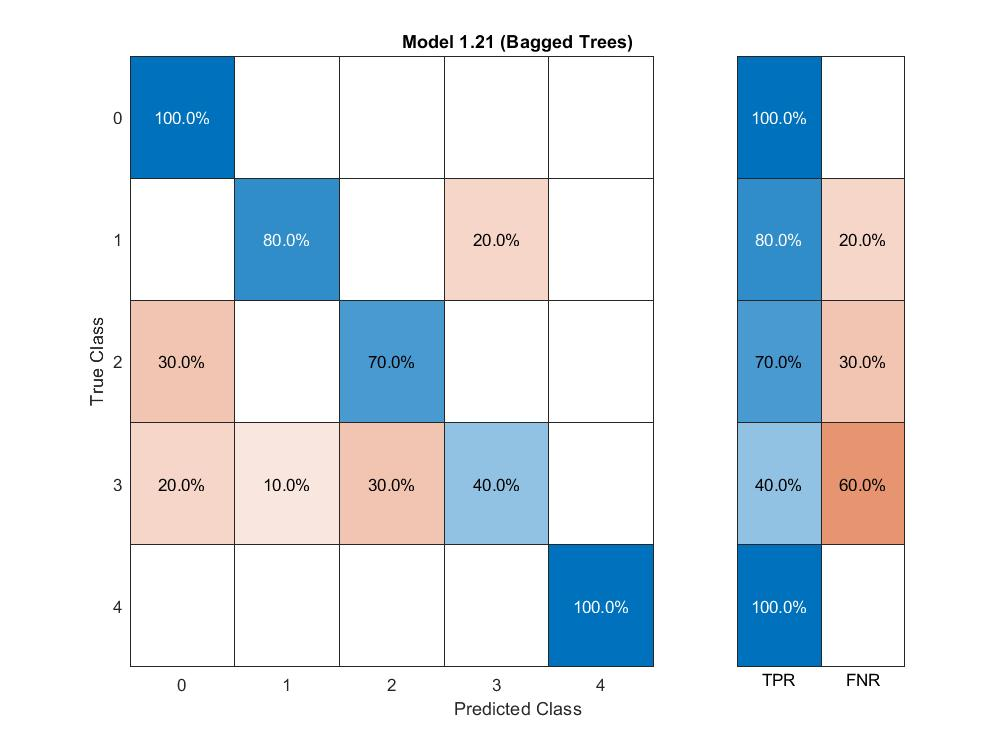 Model 1.21 (Bagged Trees)
0 100.0% 100.0%
1 80.0% 20.0% 80.0% 20.0%
True Class
2 30.0% 70.0% 70.0% 30.0%
3 20.0% 10.0% 30.0% 40.0% 40.0% 60.0%
4 100.0% 100.0%
0 1 2 3 4 TPR FNR
Predicted Class